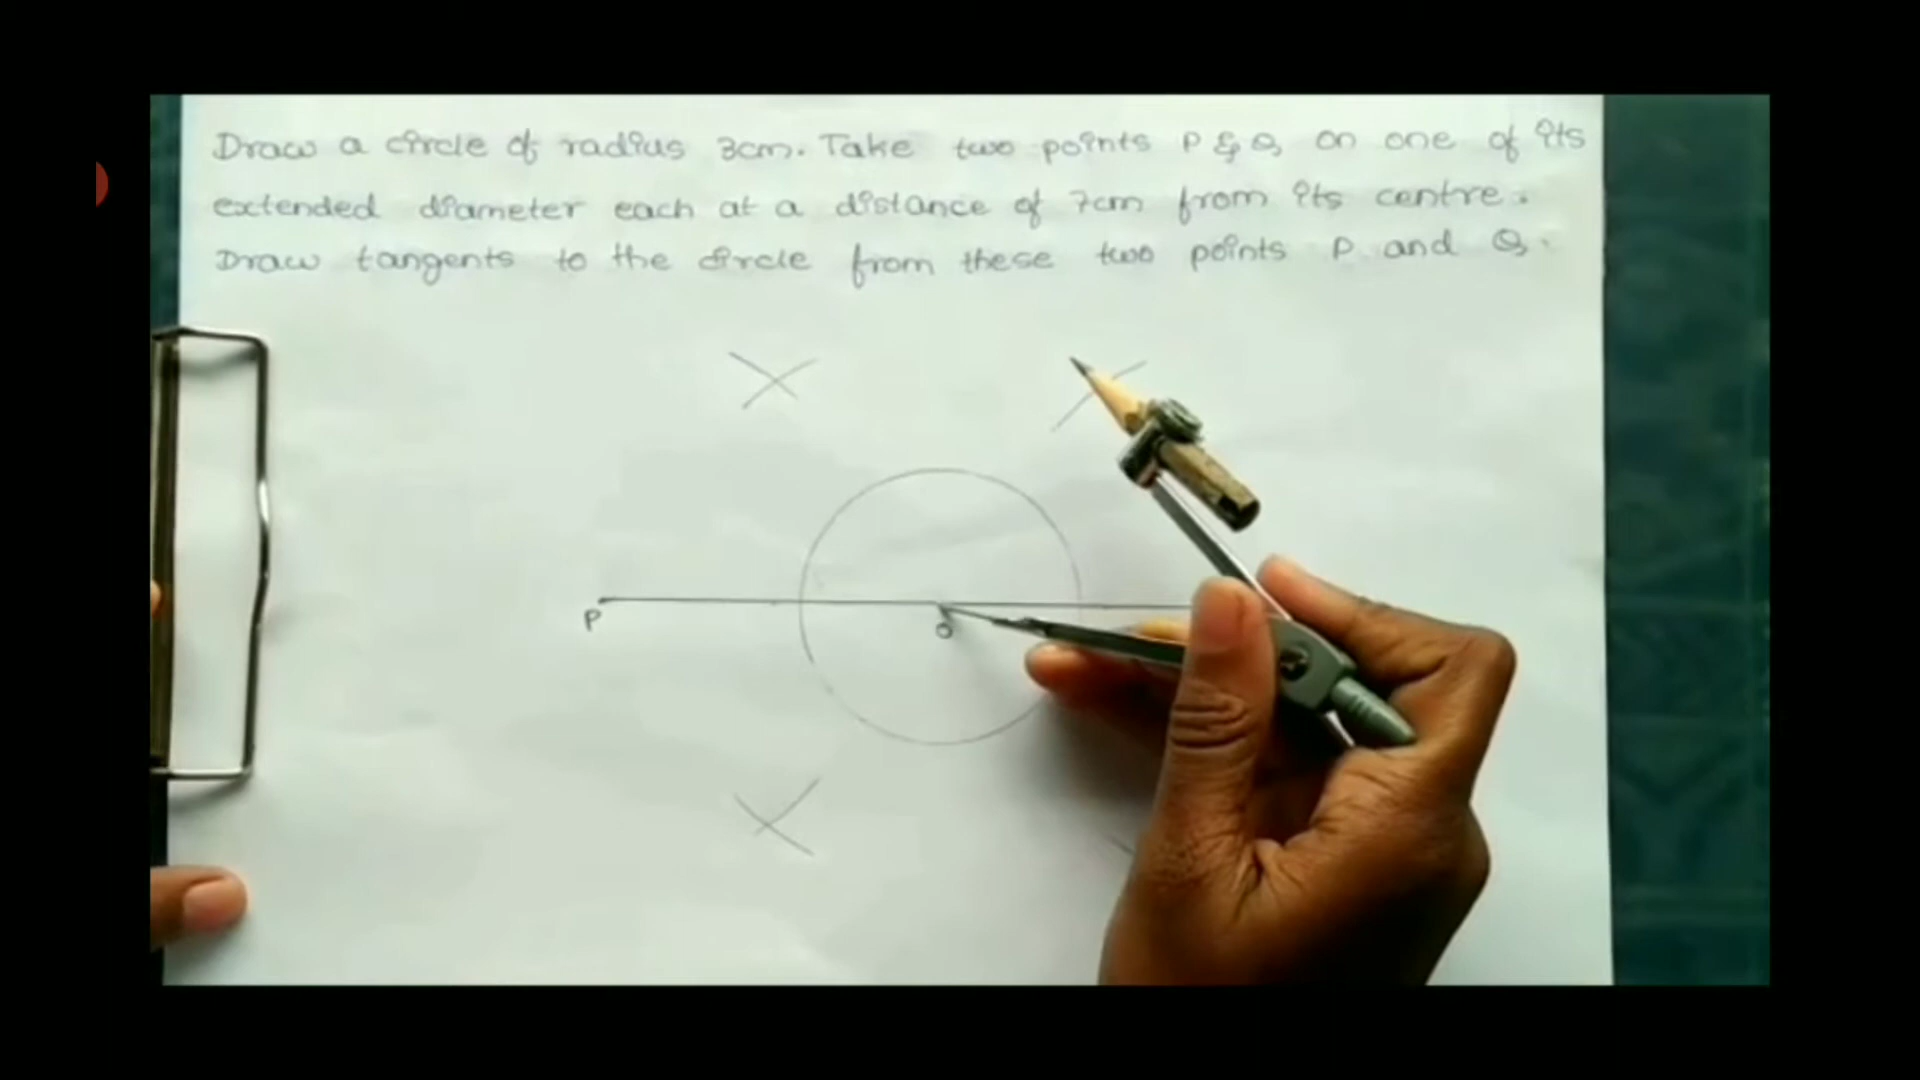 Draw a circle of radius 3cm. Take two points P & Q on one of its
extended diameter each at a distance of 7cm from its centre.
Draw tangents to the circle from these two points P and Q.
P
O